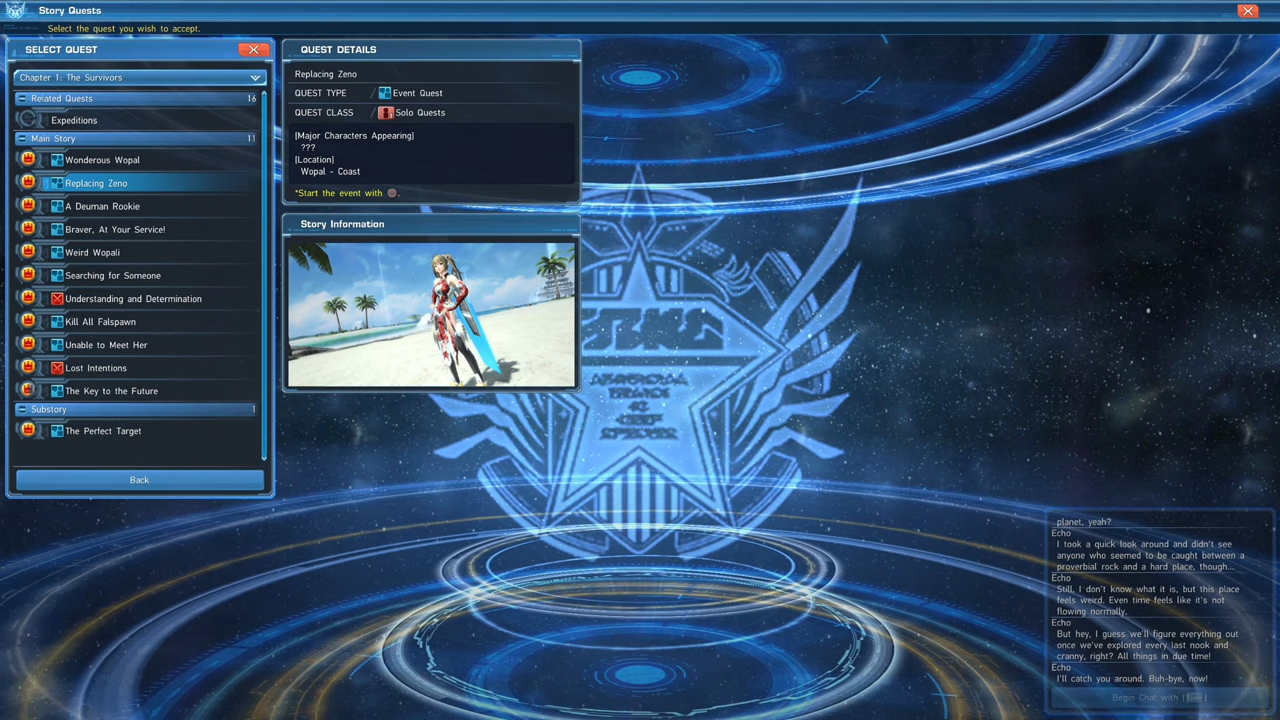 Story Quests
Select the quest you wish to accept.
SELECT QUEST
Chapter 1: The Survivors
Related Quests 16
Expeditions
Main Story 11
Wonderous Wopal
Replacing Zeno
A Deuman Rookie
Braver, At Your Service!
Weird Wopali
Searching for Someone
Understanding and Determination
Kill All Falspawn
Unable to Meet Her
Lost Intentions
The Key to the Future
Substory 1
The Perfect Target
Back
QUEST DETAILS
Replacing Zeno
QUEST TYPE / Event Quest
QUEST CLASS / Solo Quests
[Major Characters Appearing]
???
[Location]
Wopal - Coast
*Start the event with .
Story Information
planet, yeah?
Echo
I took a quick look around and didn't see
anyone who seemed to be caught between a
proverbial rock and a hard place, though...
Echo
Still, I don't know what it is, but this place
feels weird. Even time feels like it's not
flowing normally.
Echo
But hey, I guess we'll figure everything out
once we've explored every last nook and
cranny, right? All things in due time!
Echo
I'll catch you around. Buh-bye, now!
Begin Chat with [ ]